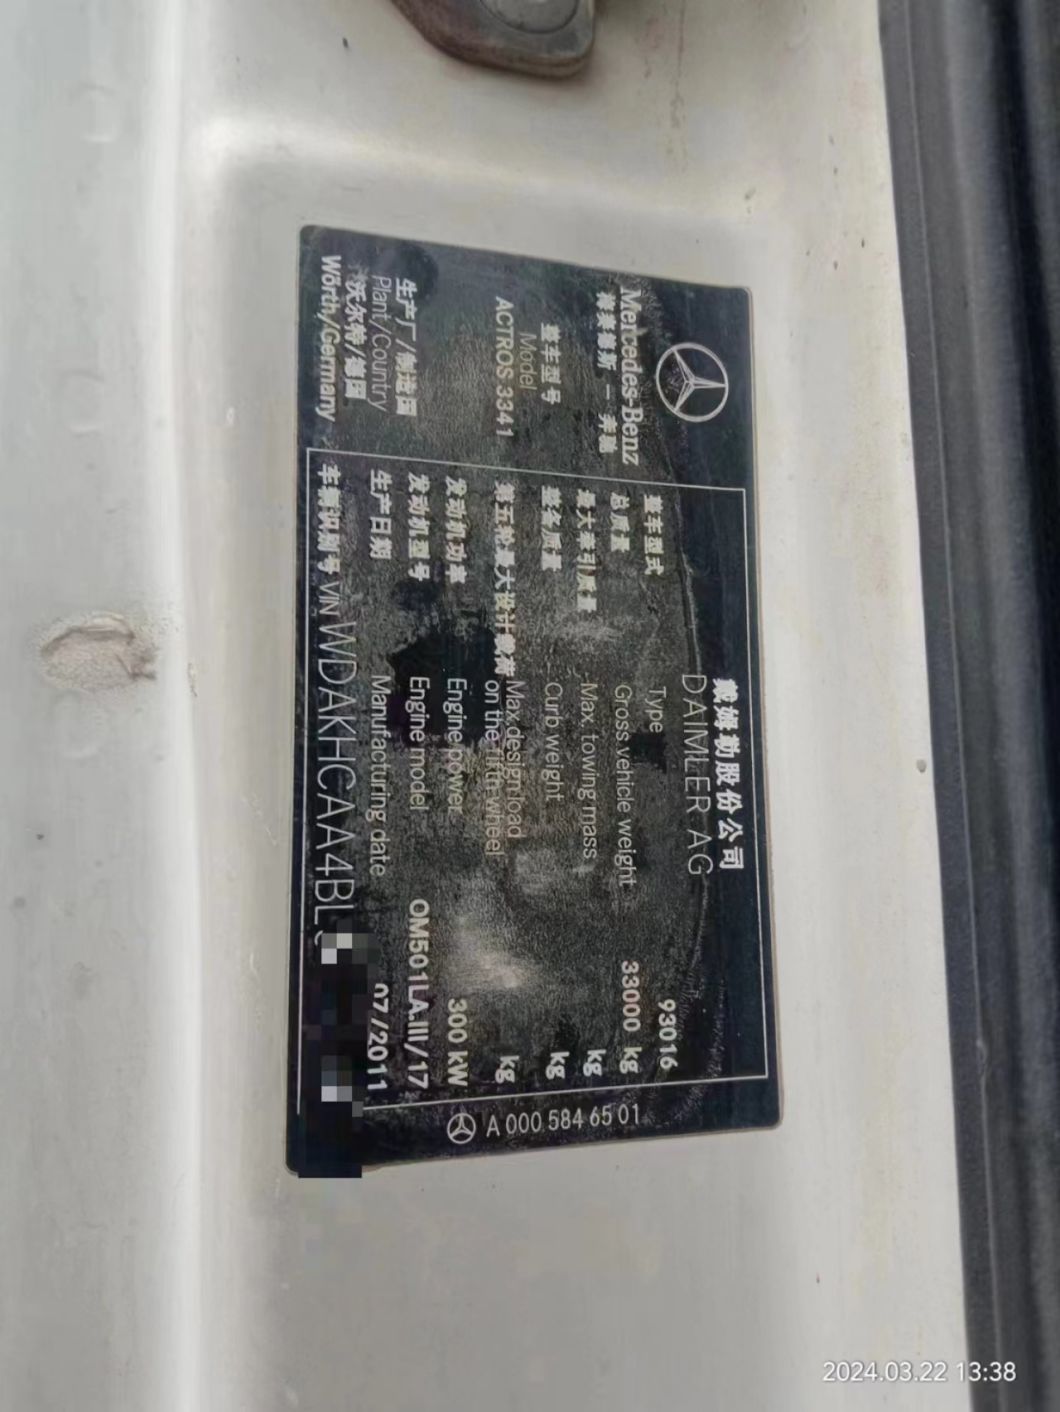 戴姆勒股份公司
DAIMLER AG
Mercedes-Benz
梅赛德斯 – 奔驰
整车型号
Model
ACTROS 3341
生产厂/制造国
Plant/Country
沃尔特/德国
Wörth/Germany
整车型式 Type 93016
总质量 Gross vehicle weight 33000 kg
最大牵引质量 Max. towing mass kg
整备质量 Curb weight kg
第五轮最大设计载荷 Max.design load
on the fikth wheel kg
发动机功率 Engine power 300 kW
发动机型号 Engine model OM501LA.III/17
生产日期 Manufacturing date 07/2011
车辆识别号 VIN WDAKHCAA4BL
A 000 584 65 01
2024.03.22 13:38